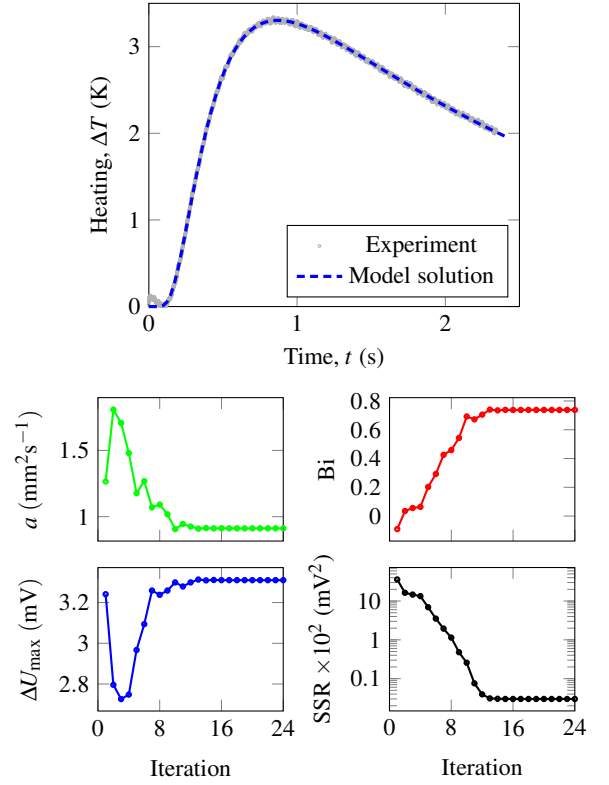 3
2
1
0
Heating, ΔT (K)
Experiment
Model solution
0 1 2
Time, t (s)
1.5
1
a (mm²s⁻¹)
0.8
0.6
0.4
0.2
0
Bi
3.2
3
2.8
ΔUmax (mV)
0 8 16 24
Iteration
10
1
0.1
SSR ×10² (mV²)
0 8 16 24
Iteration